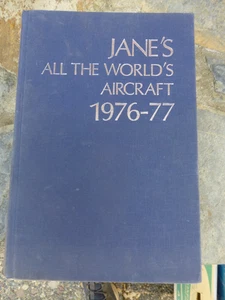 JANE'S
ALL THE WORLD'S
AIRCRAFT
1976-77